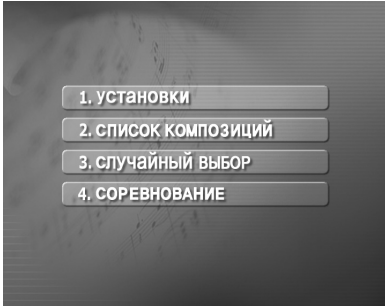 1. УСТАНОВКИ
2. СПИСОК КОМПОЗИЦИЙ
3. СЛУЧАЙНЫЙ ВЫБОР
4. СОРЕВНОВАНИЕ